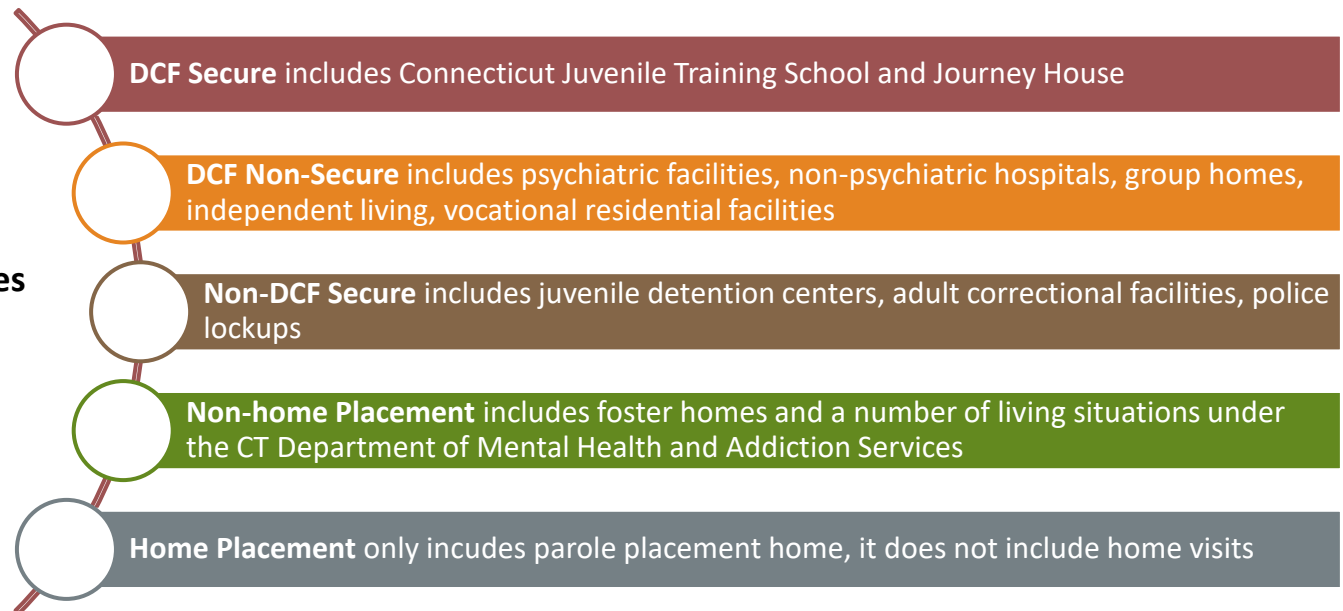 DCF Secure includes Connecticut Juvenile Training School and Journey House
DCF Non-Secure includes psychiatric facilities, non-psychiatric hospitals, group homes,
independent living, vocational residential facilities
es
Non-DCF Secure includes juvenile detention centers, adult correctional facilities, police
lockups
Non-home Placement includes foster homes and a number of living situations under
the CT Department of Mental Health and Addiction Services
Home Placement only incudes parole placement home, it does not include home visits